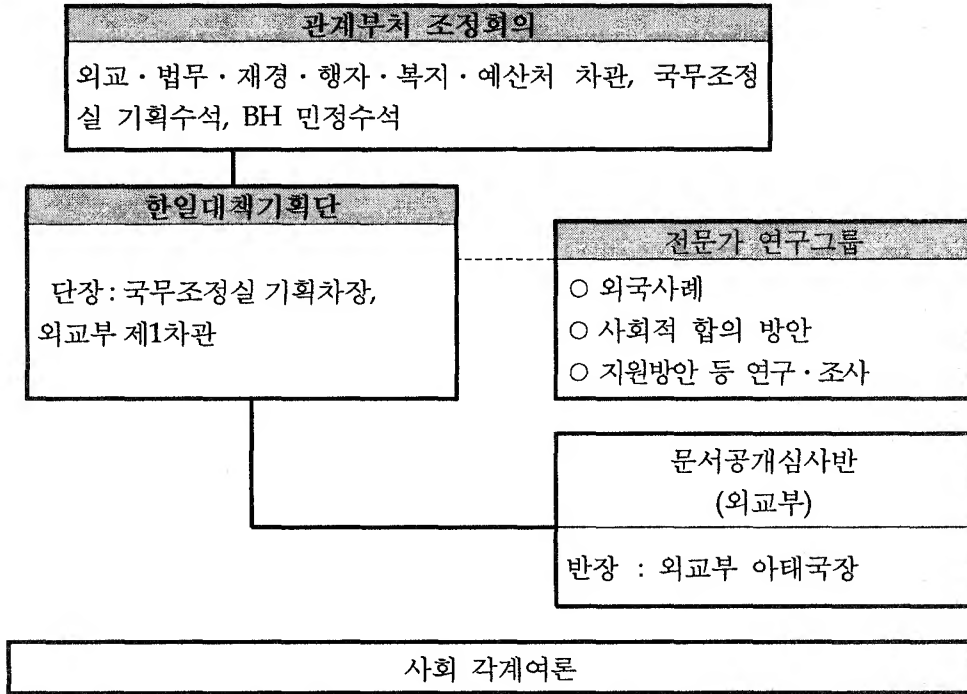 관계부처 조정회의
외교·법무·재경·행자·복지·예산처 차관, 국무조정
실 기획수석, BH 민정수석
한일대책기획단
단장 : 국무조정실 기획차장,
외교부 제1차관
전문가 연구그룹
○ 외국사례
○ 사회적 합의 방안
○ 지원방안 등 연구·조사
문서공개심사반
(외교부)
반장 : 외교부 아태국장
사회 각계여론